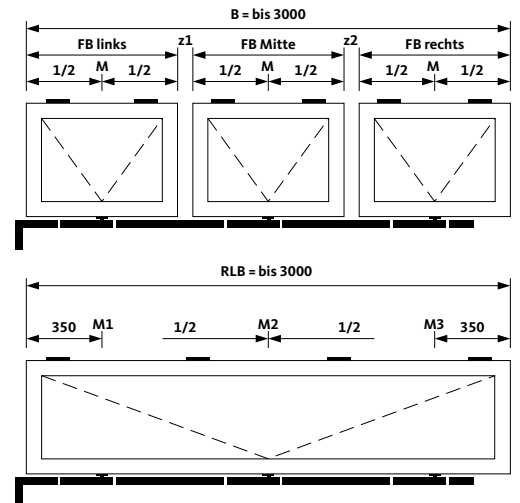 B = bis 3000
FB links z1 FB Mitte z2 FB rechts
1/2 M 1/2 1/2 M 1/2 1/2 M 1/2
RLB = bis 3000
350 M1 1/2 M2 1/2 M3 350